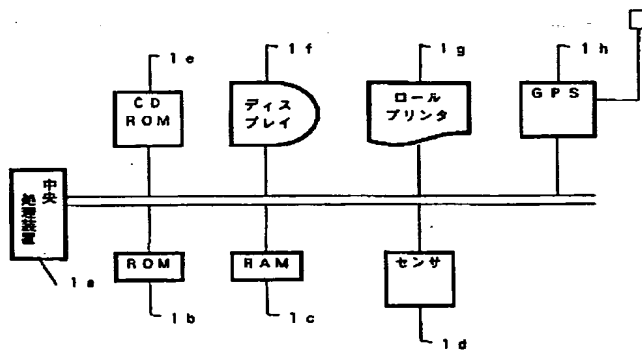 1e
1f
1g
1h
CD
ROM
ディス
プレイ
ロール
プリンタ
GPS
中央
処理装置
1a
ROM
RAM
センサ
1b
1c
1d